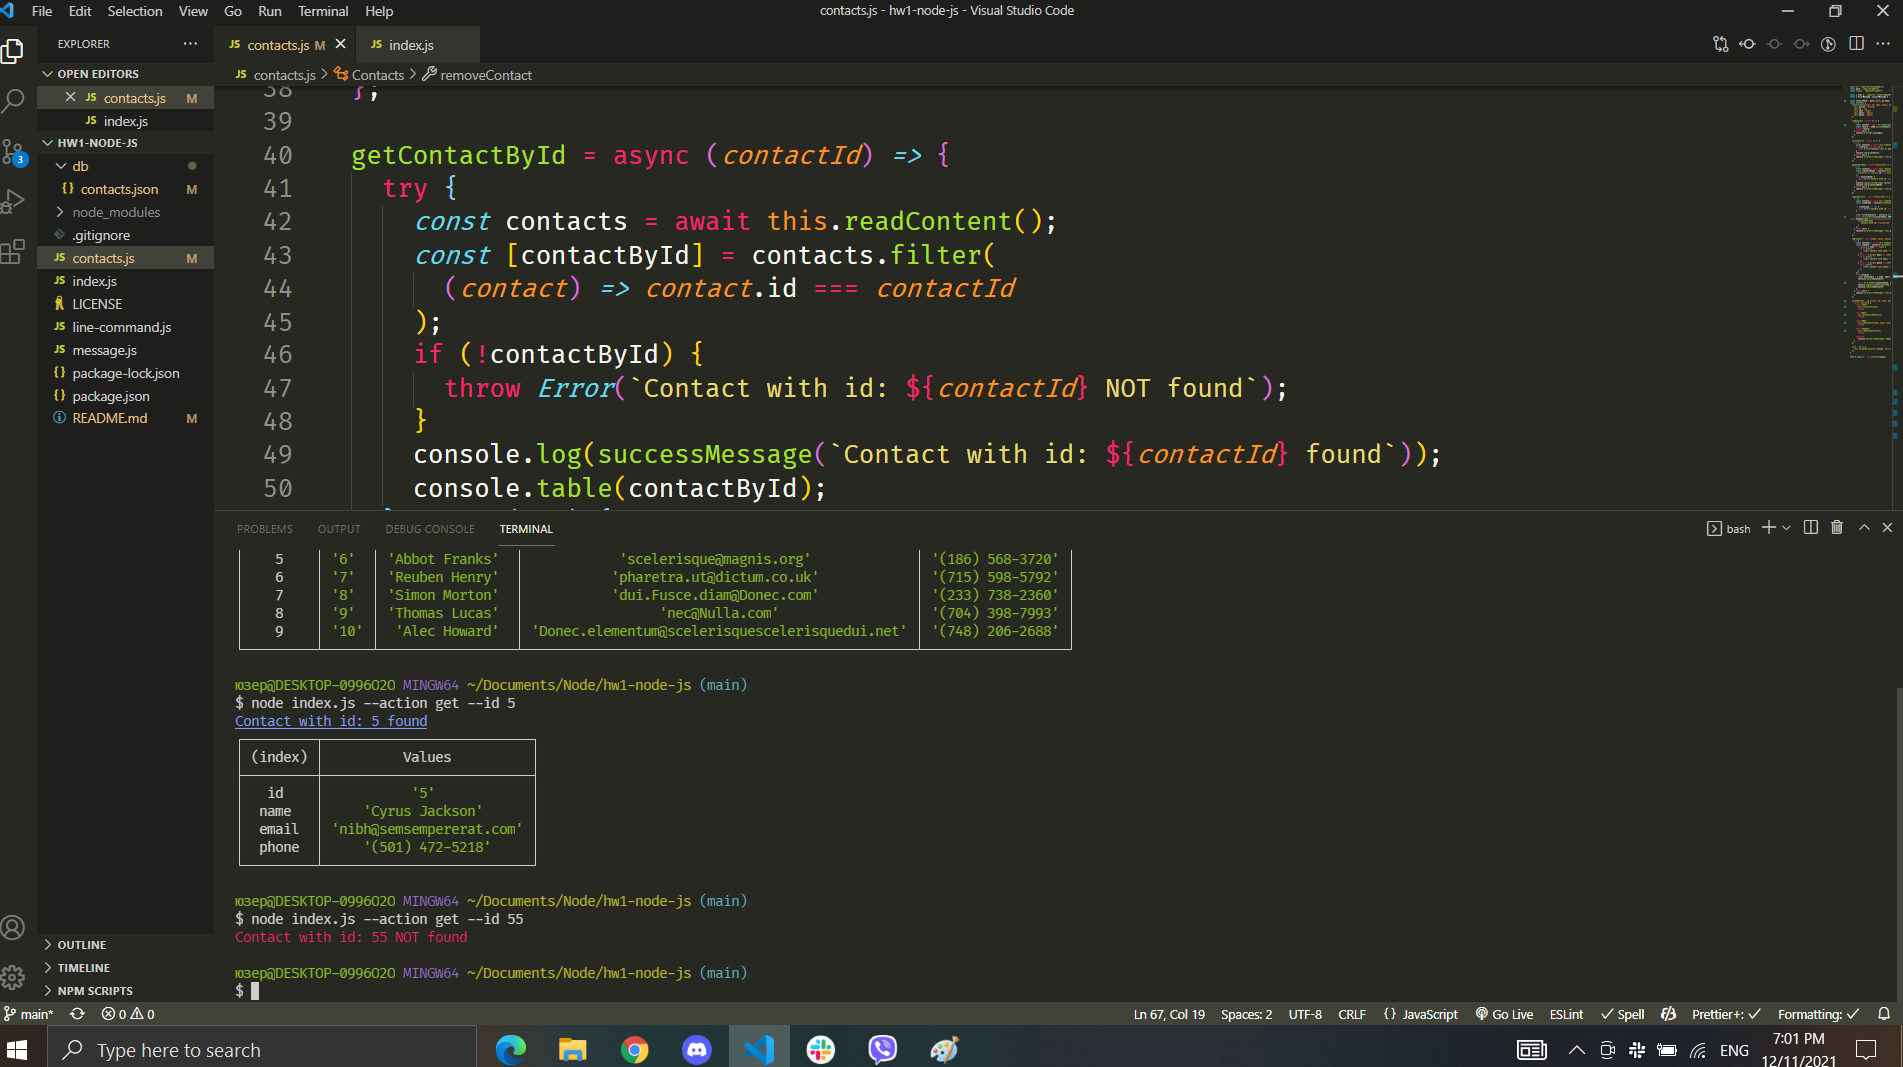 File Edit Selection View Go Run Terminal Help
contacts.js - hw1-node-js - Visual Studio Code
EXPLORER
OPEN EDITORS
JS contacts.js M
JS index.js
HW1-NODE-JS
db
{} contacts.json M
node_modules
.gitignore
JS contacts.js M
JS index.js
LICENSE
JS line-command.js
JS message.js
{} package-lock.json
{} package.json
README.md M
OUTLINE
TIMELINE
NPM SCRIPTS
3
JS contacts.js M JS index.js
JS contacts.js > Contacts > removeContact
38 };
39
40 getContactById = async (contactId) => {
41 try {
42 const contacts = await this.readContent();
43 const [contactById] = contacts.filter(
44 (contact) => contact.id === contactId
45 );
46 if (!contactById) {
47 throw Error(`Contact with id: ${contactId} NOT found`);
48 }
49 console.log(successMessage(`Contact with id: ${contactId} found`));
50 console.table(contactById);
PROBLEMS OUTPUT DEBUG CONSOLE TERMINAL
bash
5 '6' 'Abbot Franks' 'scelerisque@magnis.org' '(186) 568-3720'
6 '7' 'Reuben Henry' 'pharetra.ut@dictum.co.uk' '(715) 598-5792'
7 '8' 'Simon Morton' 'dui.Fusce.diam@Donec.com' '(233) 738-2360'
8 '9' 'Thomas Lucas' 'nec@Nulla.com' '(704) 398-7993'
9 '10' 'Alec Howard' 'Donec.elementum@scelerisquescelerisquedui.net' '(748) 206-2688'
юзер@DESKTOP-0996O2O MINGW64 ~/Documents/Node/hw1-node-js (main)
$ node index.js --action get --id 5
Contact with id: 5 found
(index) Values
id '5'
name 'Cyrus Jackson'
email 'nibh@semsempererat.com'
phone '(501) 472-5218'
юзер@DESKTOP-0996O2O MINGW64 ~/Documents/Node/hw1-node-js (main)
$ node index.js --action get --id 55
Contact with id: 55 NOT found
юзер@DESKTOP-0996O2O MINGW64 ~/Documents/Node/hw1-node-js (main)
$
main* 0 0
Ln 67, Col 19 Spaces: 2 UTF-8 CRLF {} JavaScript Go Live ESLint Spell Prettier+: Formatting:
Type here to search
ENG
7:01 PM
12/11/2021